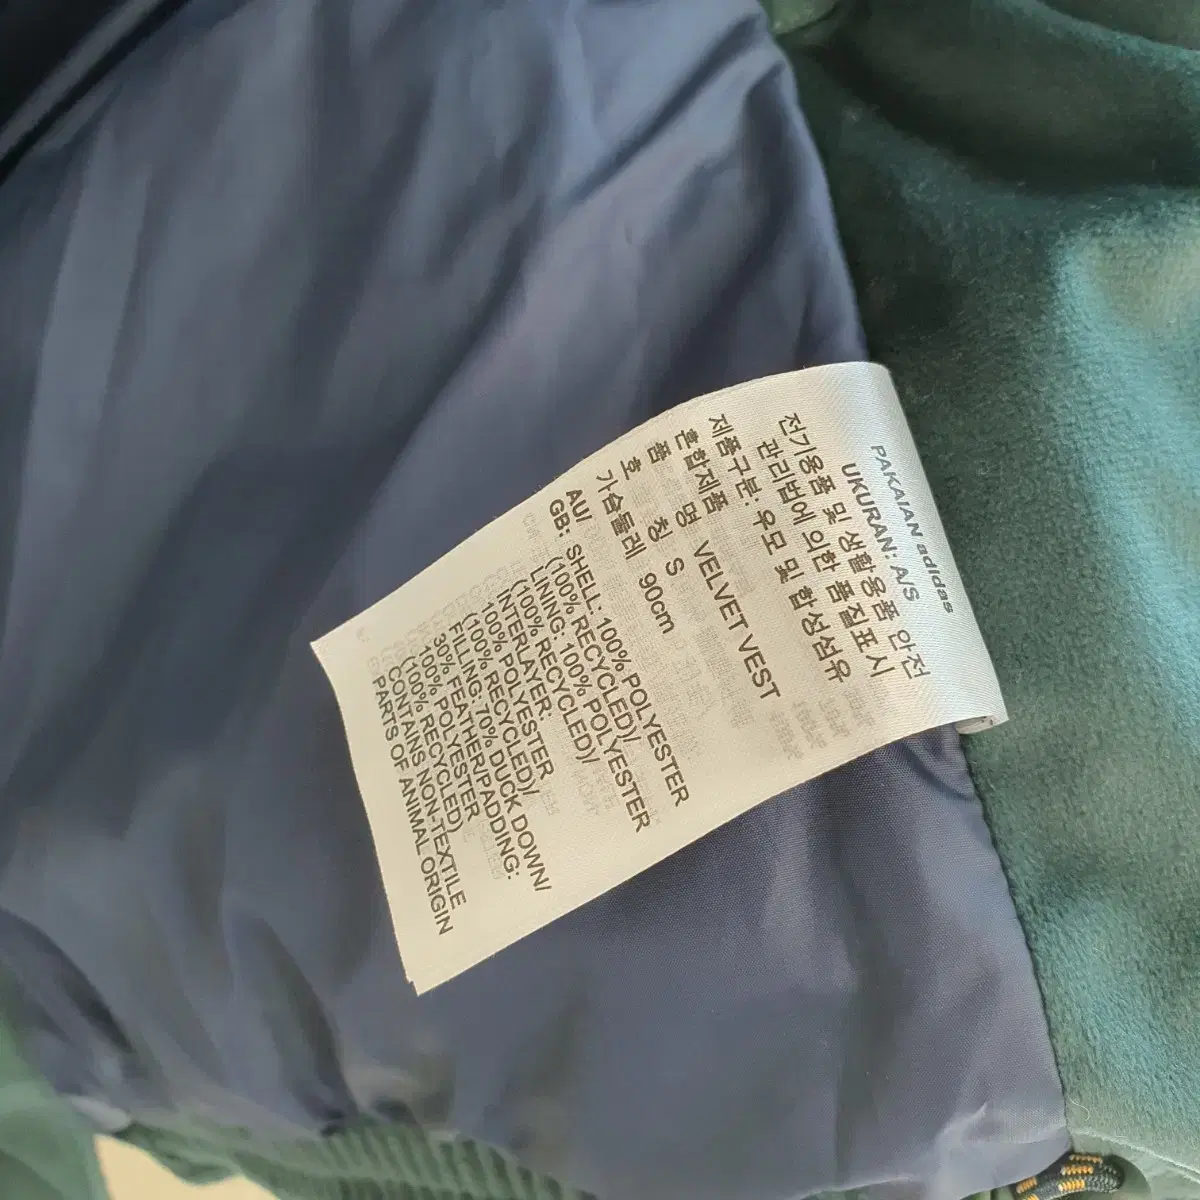 PAKAIAN adidas
UKURAN: A/S
전기용품 및 생활용품 안전
관리법에 의한 품질표시
제품구분: 우모 및 합성섬유
혼합제품
품 명 VELVET VEST
호 칭 S
가슴둘레 90cm
AU/
GB: SHELL: 100% POLYESTER
(100% RECYCLED)/
LINING: 100% POLYESTER
(100% RECYCLED)/
INTERLAYER:
100% POLYESTER
(100% RECYCLED)/
FILLING:70% DUCK DOWN/
30% FEATHER/PADDING:
100% POLYESTER
(100% RECYCLED)
CONTAINS NON-TEXTILE
PARTS OF ANIMAL ORIGIN